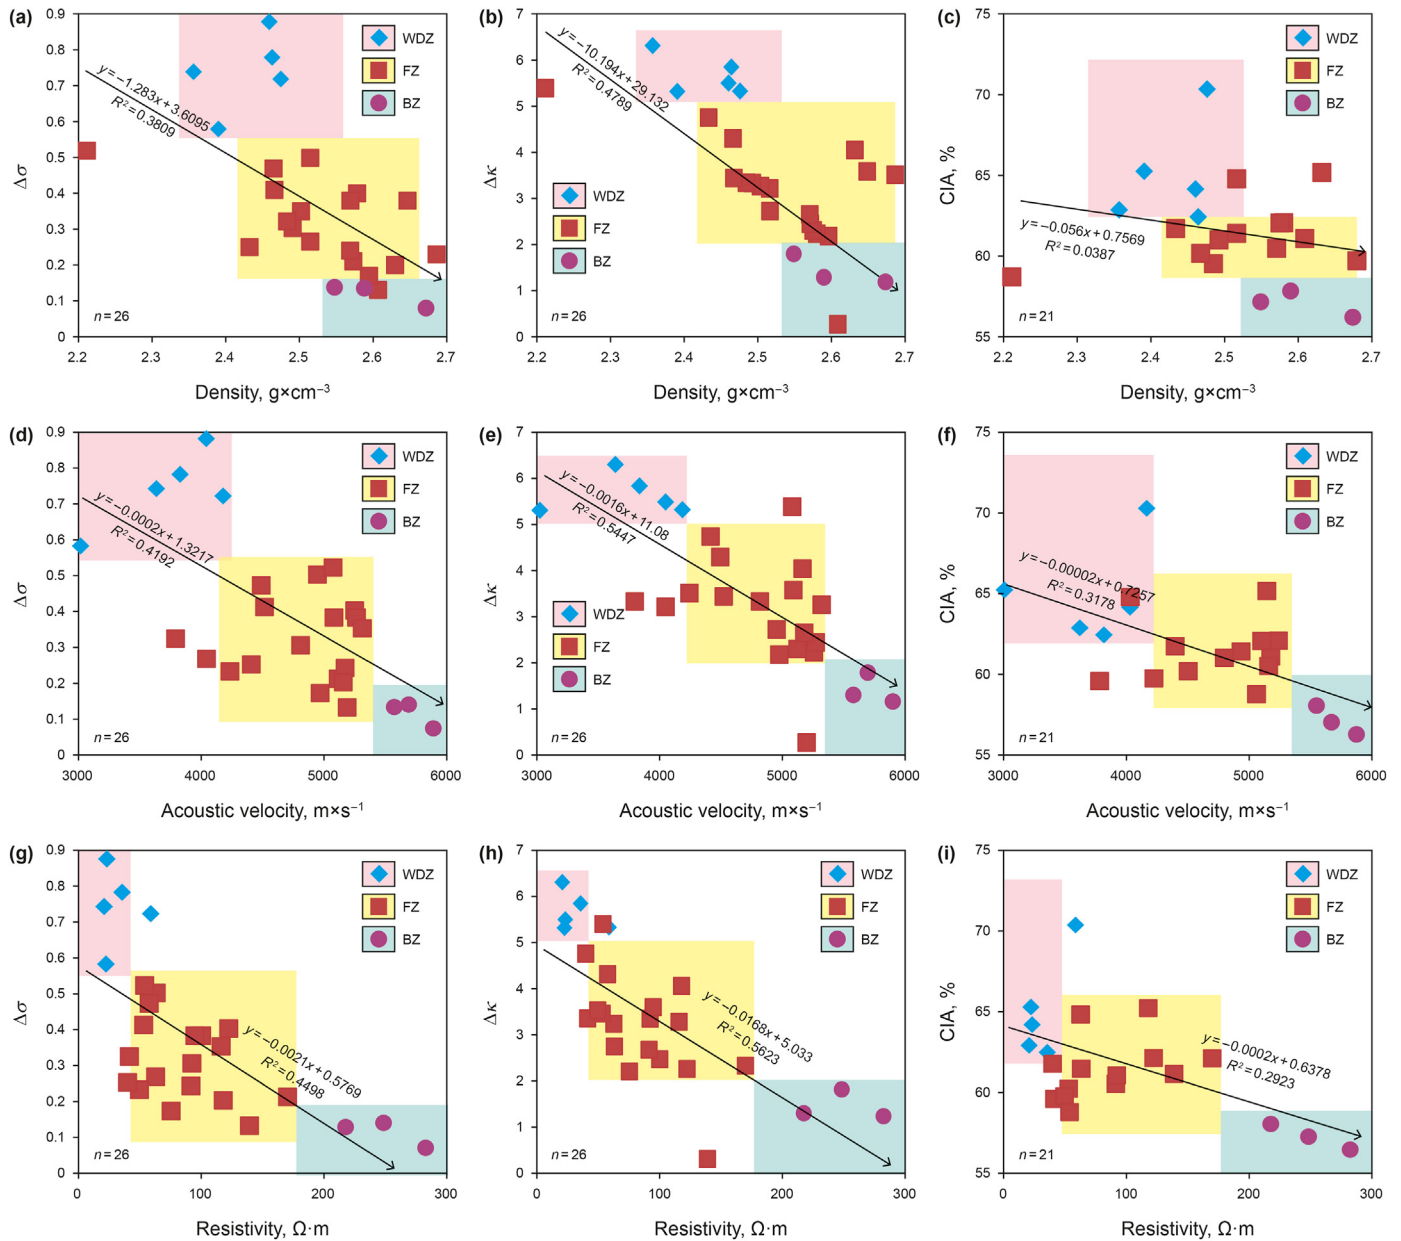 (a)
0.9
0.8
0.7
0.6
0.5
0.4
0.3
0.2
0.1
0
Δσ
WDZ
FZ
BZ
y=−1.283x+3.6095
R²=0.3809
n=26
2.2 2.3 2.4 2.5 2.6 2.7
Density, g×cm⁻³
(b)
7
6
5
4
3
2
1
0
Δκ
y=−10.194x+29.132
R²=0.4789
WDZ
FZ
BZ
n=26
2.2 2.3 2.4 2.5 2.6 2.7
Density, g×cm⁻³
(c)
75
70
65
60
55
CIA, %
WDZ
FZ
BZ
y=−0.056x+0.7569
R²=0.0387
n=21
2.2 2.3 2.4 2.5 2.6 2.7
Density, g×cm⁻³
(d)
0.9
0.8
0.7
0.6
0.5
0.4
0.3
0.2
0.1
0
Δσ
WDZ
FZ
BZ
y=−0.0002x+1.3217
R²=0.4192
n=26
3000 4000 5000 6000
Acoustic velocity, m×s⁻¹
(e)
7
6
5
4
3
2
1
0
Δκ
y=−0.0016x+11.08
R²=0.5447
WDZ
FZ
BZ
n=26
3000 4000 5000 6000
Acoustic velocity, m×s⁻¹
(f)
75
70
65
60
55
CIA, %
WDZ
FZ
BZ
y=−0.00002x+0.7257
R²=0.3178
n=21
3000 4000 5000 6000
Acoustic velocity, m×s⁻¹
(g)
0.9
0.8
0.7
0.6
0.5
0.4
0.3
0.2
0.1
0
Δσ
WDZ
FZ
BZ
y=−0.0021x+0.5769
R²=0.4498
n=26
0 100 200 300
Resistivity, Ω·m
(h)
7
6
5
4
3
2
1
0
Δκ
WDZ
FZ
BZ
y=−0.0168x+5.033
R²=0.5623
n=26
0 100 200 300
Resistivity, Ω·m
(i)
75
70
65
60
55
CIA, %
WDZ
FZ
BZ
y=−0.0002x+0.6378
R²=0.2923
n=21
0 100 200 300
Resistivity, Ω·m